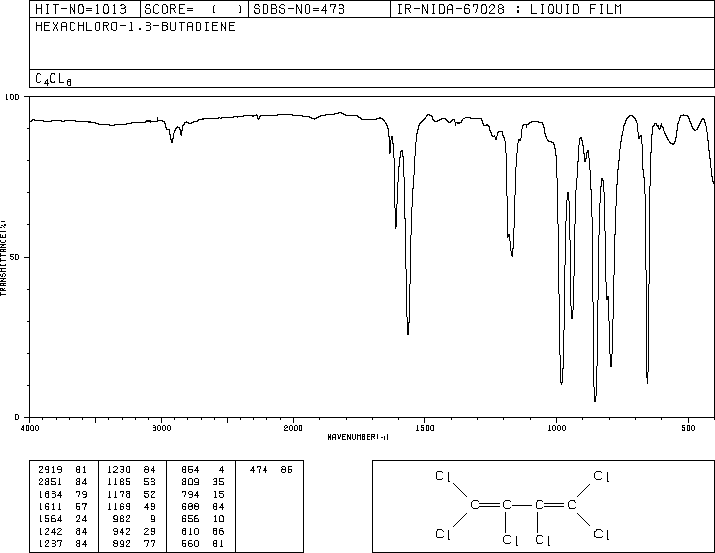 HIT-NO=1013 SCORE= ( ) SDBS-NO=473 IR-NIDA-67028 : LIQUID FILM
HEXACHLORO-1,3-BUTADIENE
C4CL6
100
50
0
TRANSMITTANCE(%)
4000 3000 2000 1500 1000 500
WAVENUMBER(-1)
2919 81 1230 84 854 4 474 86
2851 84 1185 53 809 35
1634 79 1178 52 794 15
1611 57 1169 49 688 84
1564 24 982 9 656 10
1242 84 942 29 610 86
1237 84 892 77 560 81
Cl Cl
C C C C
Cl Cl Cl Cl